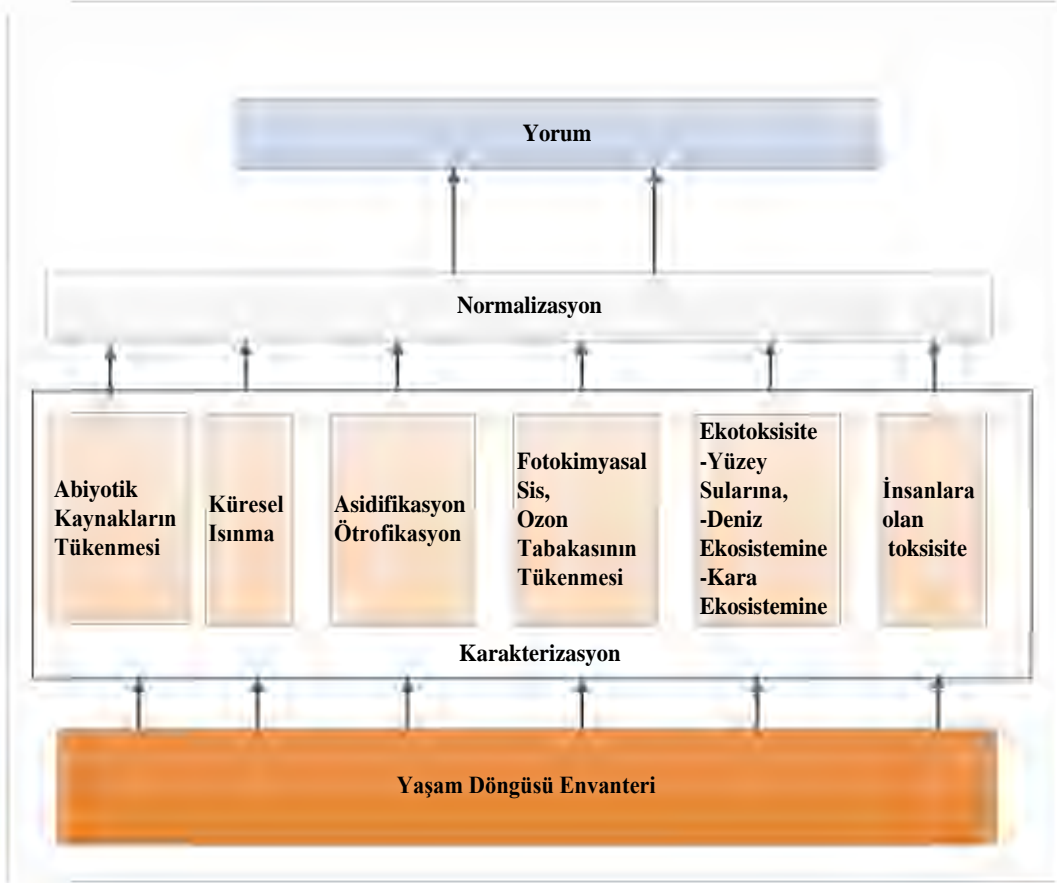 Yorum
Normalizasyon
Abiyotik
Kaynakların
Tükenmesi
Küresel
Isınma
Asidifikasyon
Ötrofikasyon
Fotokimyasal
Sis,
Ozon
Tabakasının
Tükenmesi
Ekotoksisite
-Yüzey
Sularına,
-Deniz
Ekosistemine
-Kara
Ekosistemine
İnsanlara
olan
toksisite
Karakterizasyon
Yaşam Döngüsü Envanteri